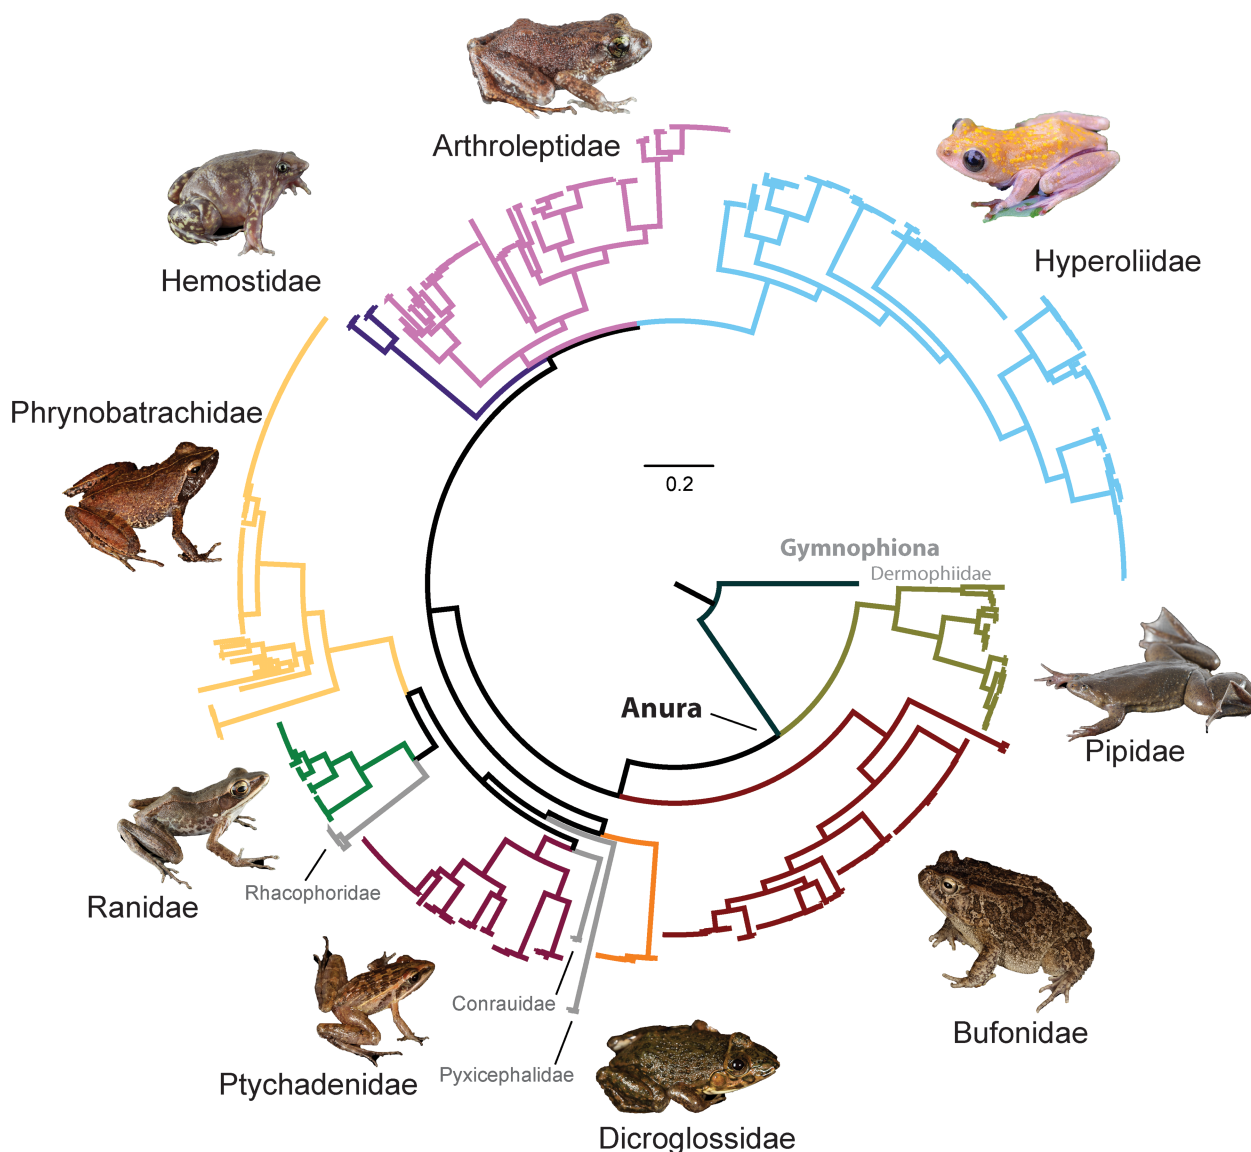 Arthroleptidae
Hyperoliidae
Hemostidae
Phrynobatrachidae
0.2
Gymnophiona
Dermophiidae
Anura
Pipidae
Rhacophoridae
Ranidae
Conrauidae
Bufonidae
Ptychadenidae
Pyxicephalidae
Dicroglossidae